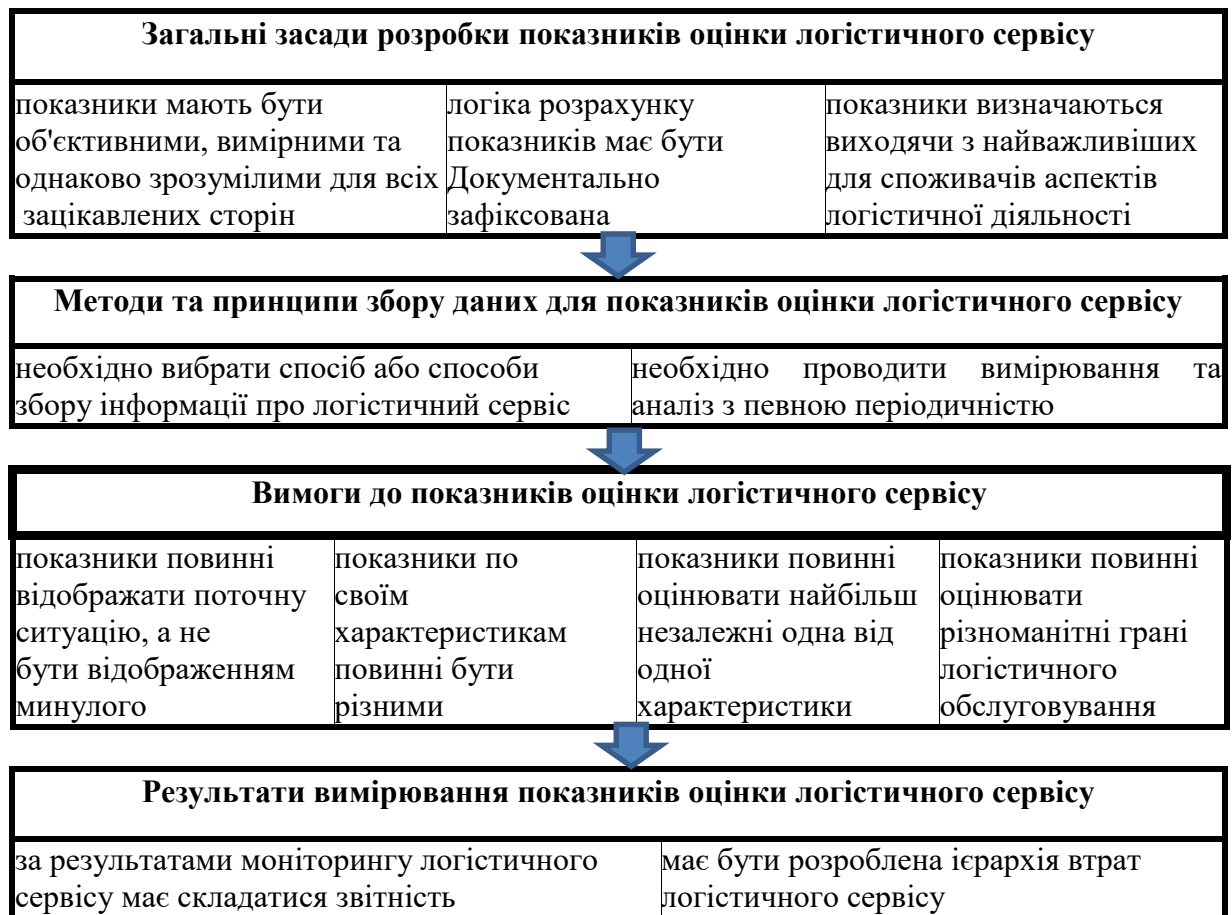 Загальні засади розробки показників оцінки логістичного сервісу
показники мають бути
об'єктивними, вимірними та
однаково зрозумілими для всіх
зацікавлених сторін
логіка розрахунку
показників має бути
Документально
зафіксована
показники визначаються
виходячи з найважливіших
для споживачів аспектів
логістичної діяльності
Методи та принципи збору даних для показників оцінки логістичного сервісу
необхідно вибрати спосіб або способи
збору інформації про логістичний сервіс
необхідно проводити вимірювання та
аналіз з певною періодичністю
Вимоги до показників оцінки логістичного сервісу
показники повинні
відображати поточну
ситуацію, а не
бути відображенням
минулого
показники по
своїм
характеристикам
повинні бути
різними
показники повинні
оцінювати найбільш
незалежні одна від
одної
характеристики
показники повинні
оцінювати
різноманітні грані
логістичного
обслуговування
Результати вимірювання показників оцінки логістичного сервісу
за результатами моніторингу логістичного
сервісу має складатися звітність
має бути розроблена ієрархія втрат
логістичного сервісу